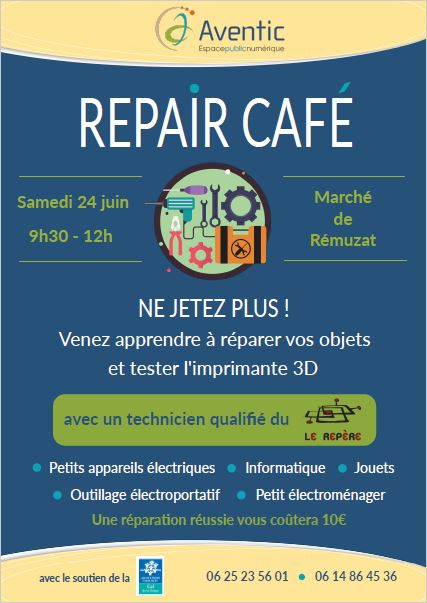 Aventic
Espacepublicnumérique
REPAIR CAFÉ
Samedi 24 juin
9h30 - 12h
Marché
de
Rémuzat
NE JETEZ PLUS !
Venez apprendre à réparer vos objets
et tester l'imprimante 3D
avec un technicien qualifié du
LE REPÈRE
• Petits appareils électriques • Informatique • Jouets
• Outillage électroportatif • Petit électroménager
Une réparation réussie vous coûtera 10€
avec le soutien de la
Caf
06 25 23 56 01 • 06 14 86 45 36